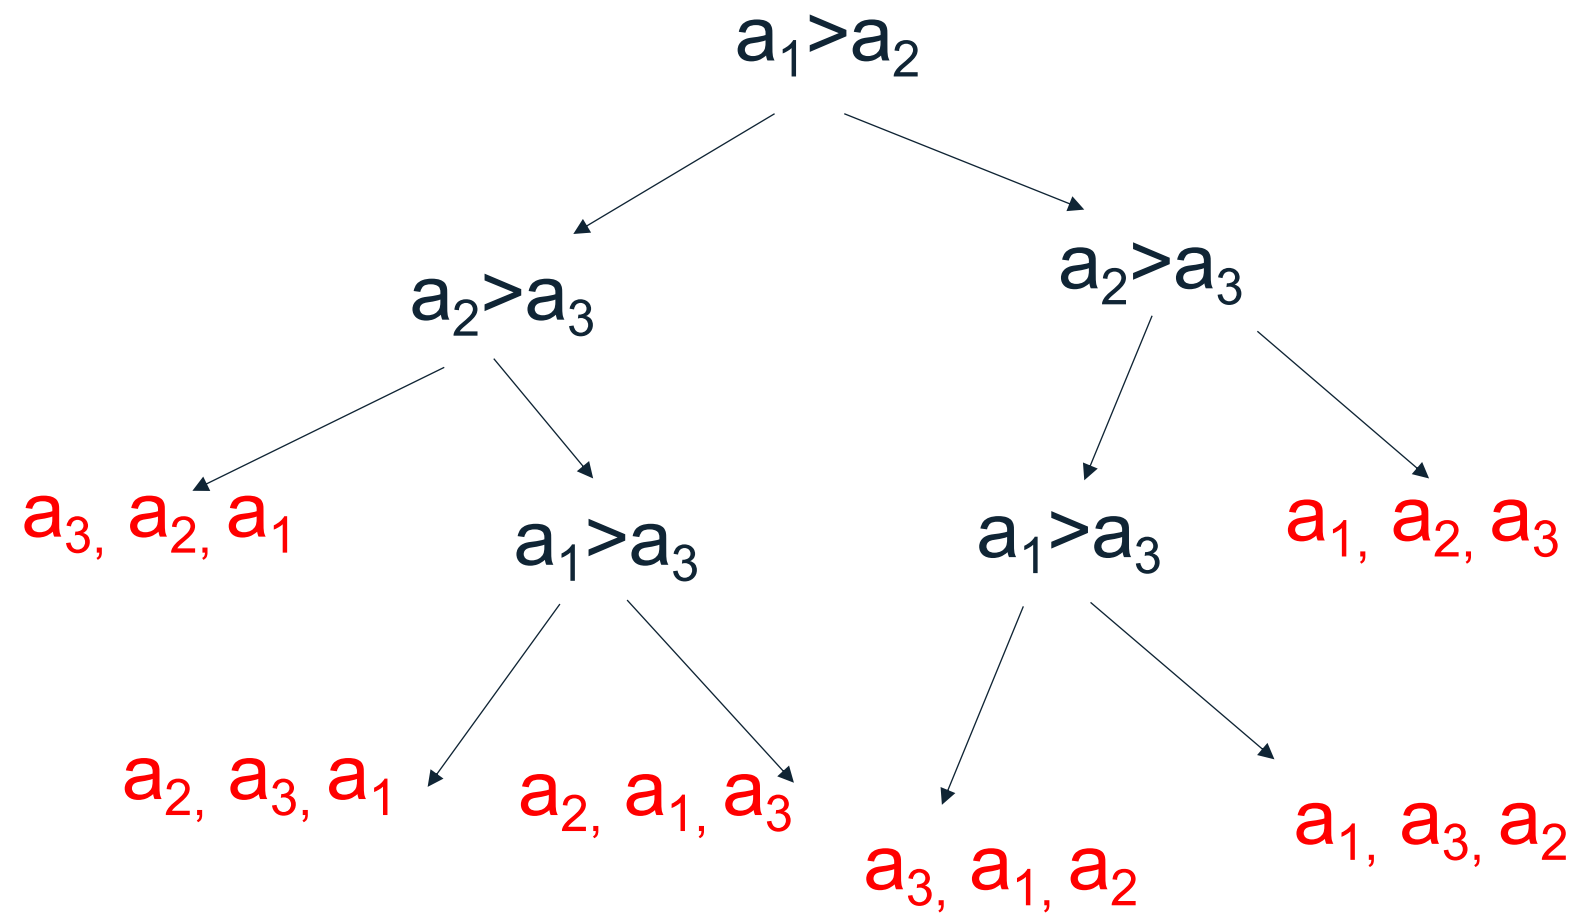 a₁>a₂
a₂>a₃
a₂>a₃
a₃, a₂, a₁
a₁>a₃
a₁>a₃
a₁, a₂, a₃
a₂, a₃, a₁
a₂, a₁, a₃
a₃, a₁, a₂
a₁, a₃, a₂